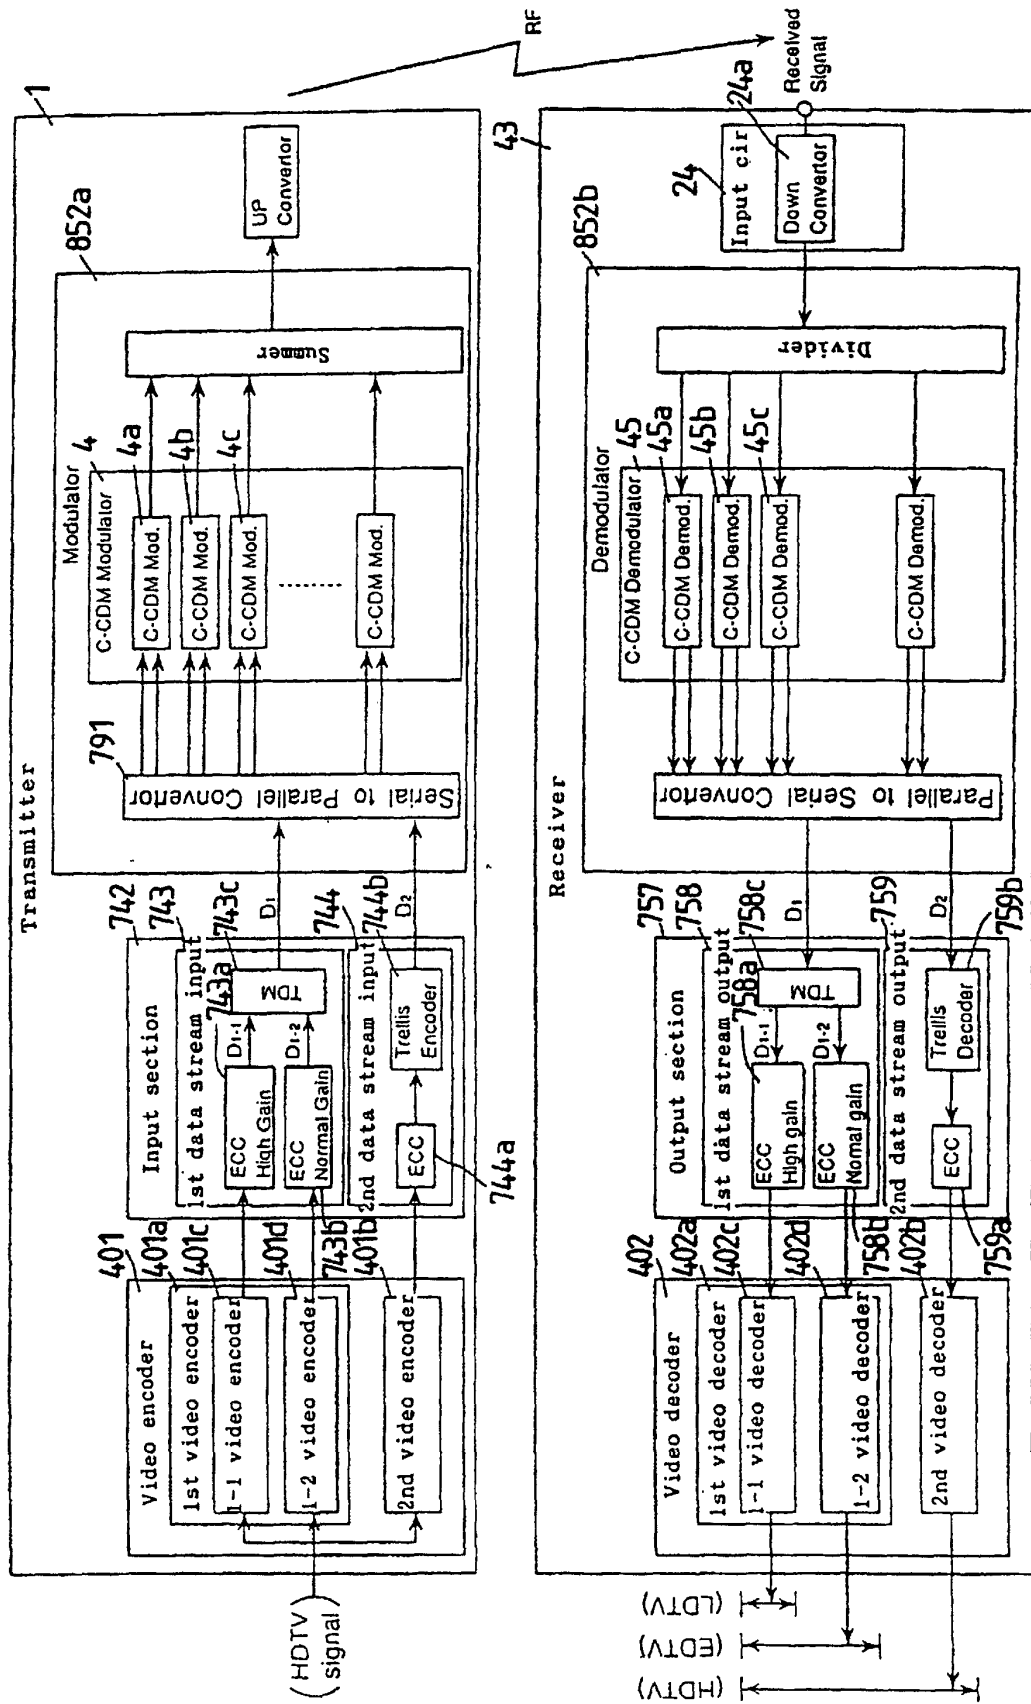 Transmitter
1
(HDTV signal)
401
Video encoder
401a
1st video encoder
401c
1-1 video encoder
401d
1-2 video encoder
743b
401b
2nd video encoder
742
Input section
743
1st data stream input
743a
ECC
High Gain
D1-1
743c
TDM
ECC
Normal Gain
D1-2
D1
744
2nd data stream input
744a
ECC
744b
Trellis
Encoder
D2
852a
Modulator
791
Serial to Parallel Convertor
4
C-CDM Modulator
4a
C-CDM Mod.
4b
C-CDM Mod.
4c
C-CDM Mod.
C-CDM Mod.
Summer
UP
Convertor
RF
Receiver
43
Received
Signal
24
Input cir
24a
Down
Convertor
852b
Demodulator
Divider
45
C-CDM Demodulator
45a
C-CDM Demod.
45b
C-CDM Demod.
45c
C-CDM Demod.
C-CDM Demod.
Parallel to Serial Convertor
D1
D2
757
Output section
758
1st data stream output
758c
TDM
D1-1
D1-2
758a
ECC
High gain
ECC
Nomal gain
758b
759
2nd data stream output
759b
Trellis
Decoder
ECC
759a
402
Video decoder
402a
1st video decoder
402c
1-1 video decoder
402d
1-2 video decoder
402b
2nd video decoder
(LDTV)
(EDTV)
(HDTV)